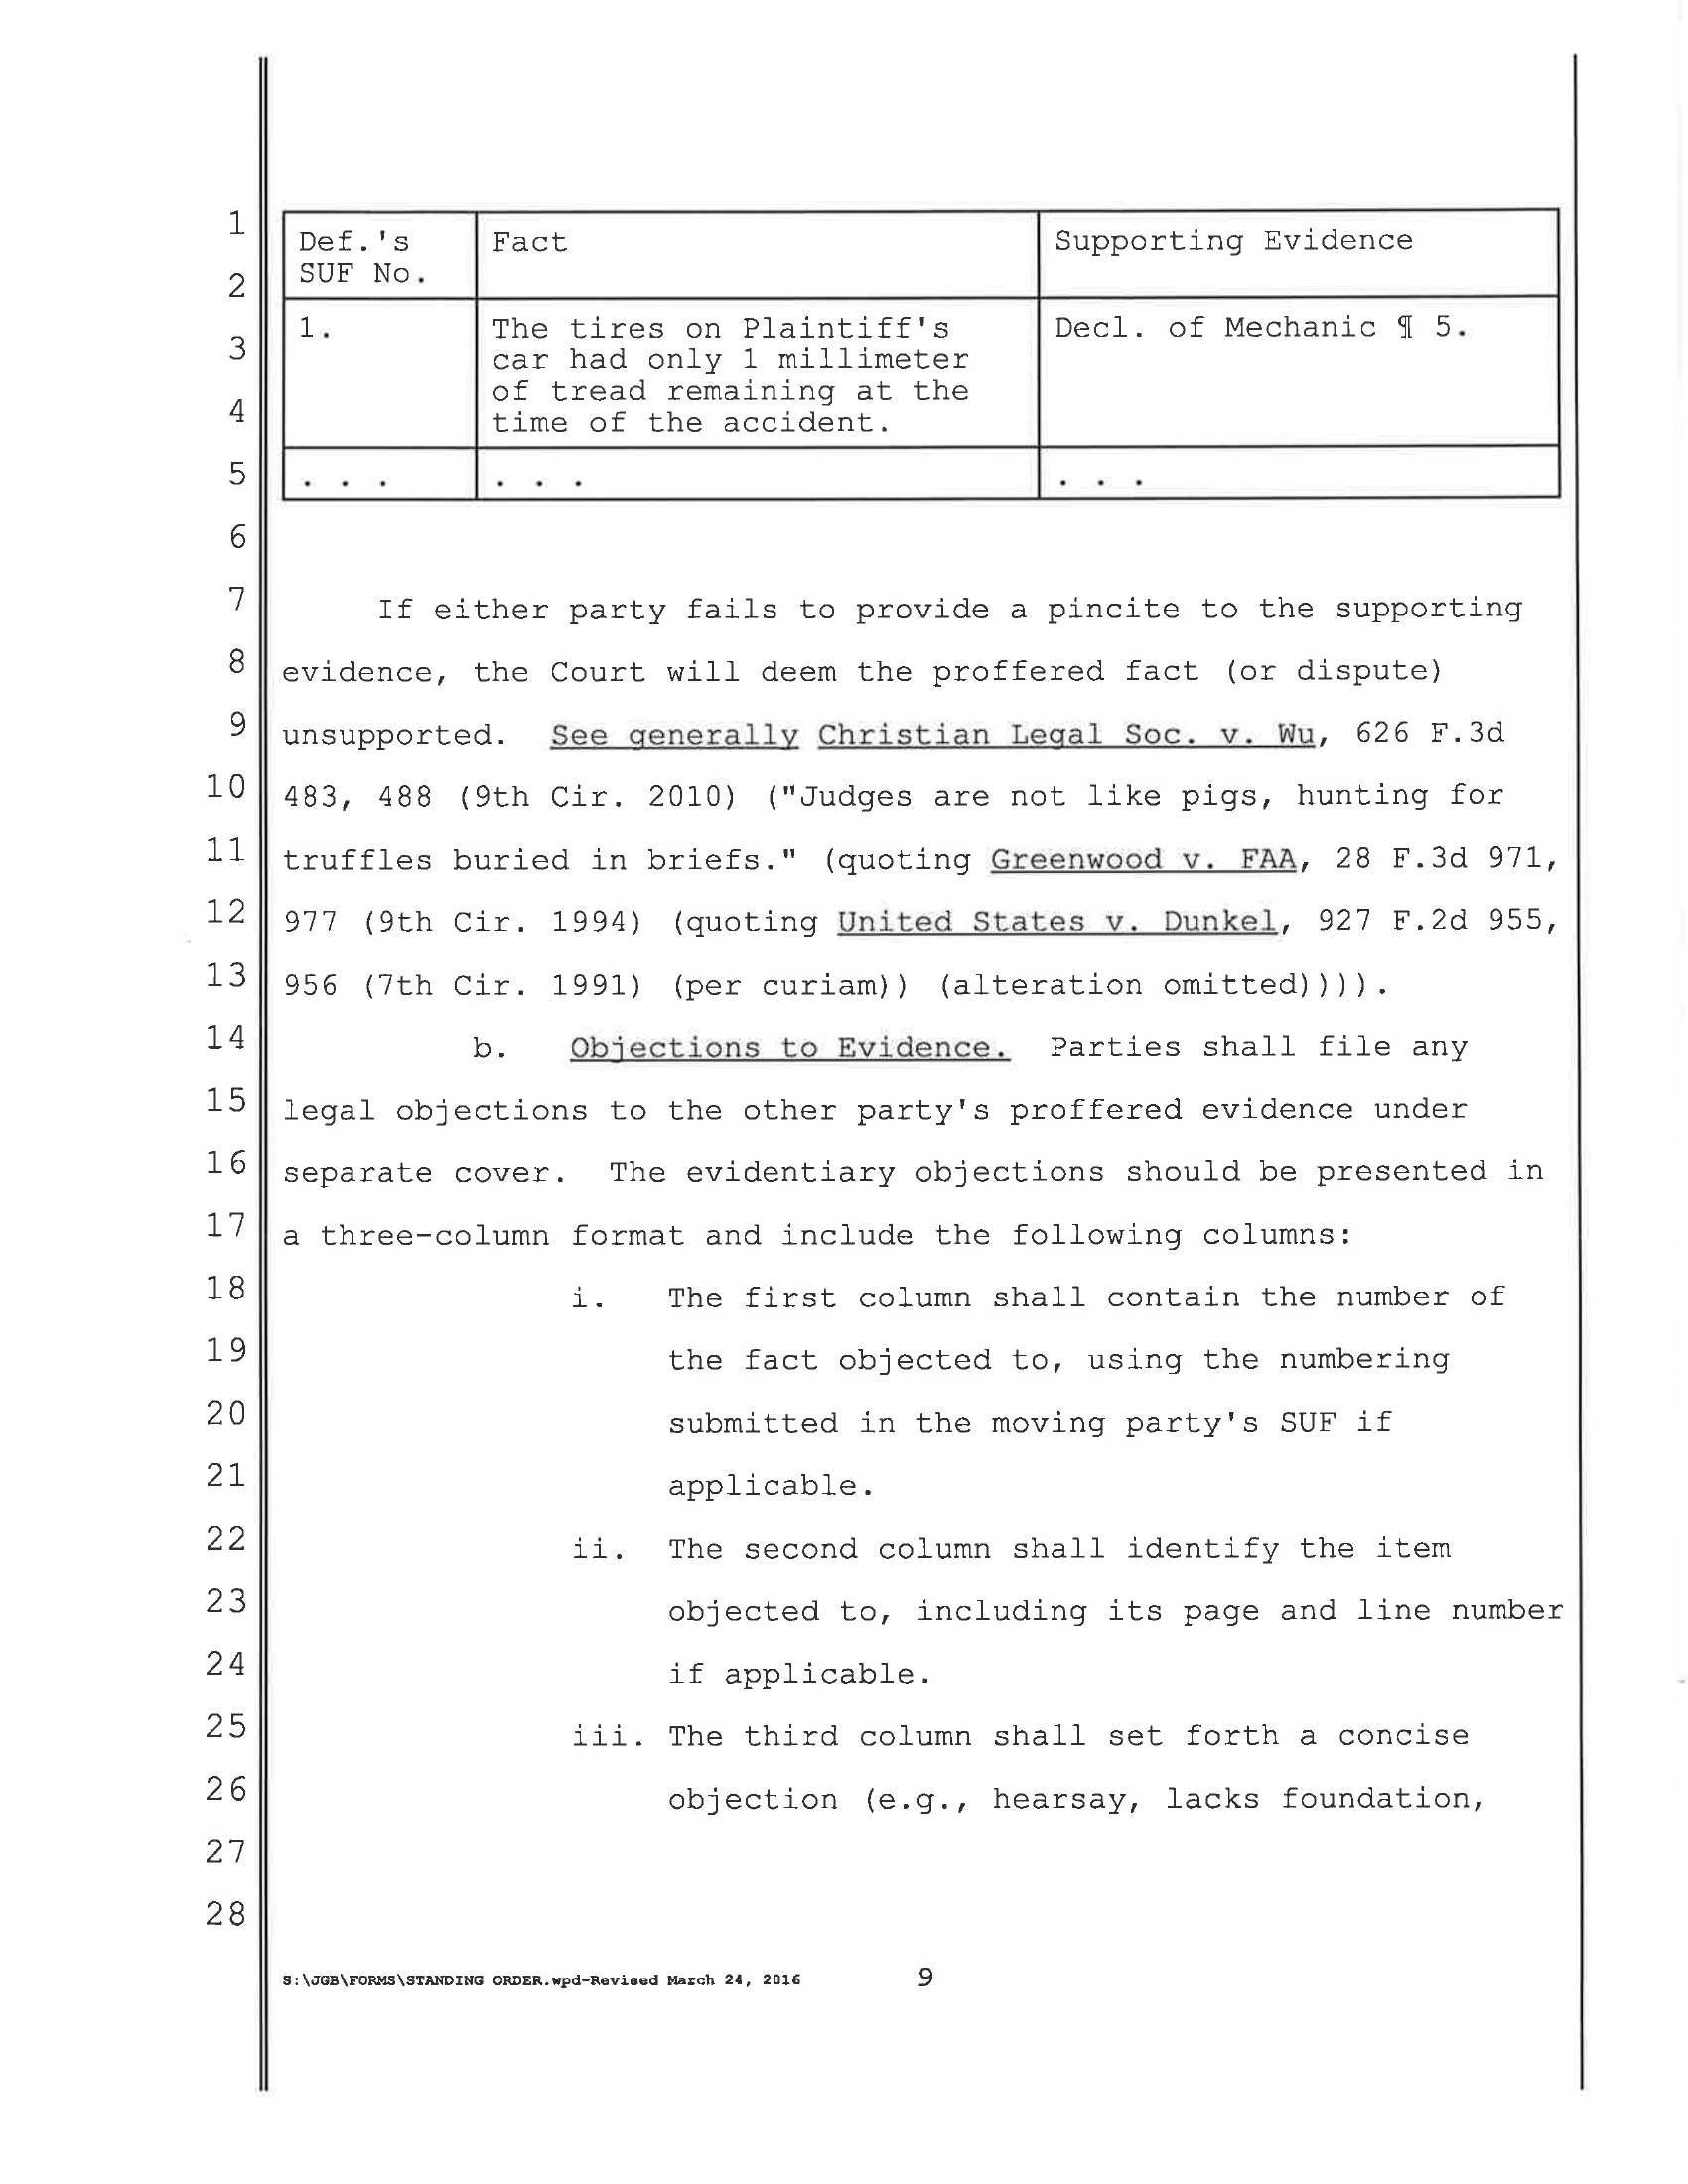 1
2
3
4
5
6
7
8
9
10
11
12
13
14
15
16
17
18
19
20
21
22
23
24
25
26
27
28
Def.'s SUF No. Fact Supporting Evidence
1. The tires on Plaintiff's car had only 1 millimeter of tread remaining at the time of the accident. Decl. of Mechanic ¶ 5.
. . . . . . . . .
If either party fails to provide a pincite to the supporting
evidence, the Court will deem the proffered fact (or dispute)
unsupported. See generally Christian Legal Soc. v. Wu, 626 F.3d
483, 488 (9th Cir. 2010) ("Judges are not like pigs, hunting for
truffles buried in briefs." (quoting Greenwood v. FAA, 28 F.3d 971,
977 (9th Cir. 1994) (quoting United States v. Dunkel, 927 F.2d 955,
956 (7th Cir. 1991) (per curiam)) (alteration omitted)))).
b. Objections to Evidence. Parties shall file any
legal objections to the other party's proffered evidence under
separate cover. The evidentiary objections should be presented in
a three-column format and include the following columns:
i. The first column shall contain the number of
the fact objected to, using the numbering
submitted in the moving party's SUF if
applicable.
ii. The second column shall identify the item
objected to, including its page and line number
if applicable.
iii. The third column shall set forth a concise
objection (e.g., hearsay, lacks foundation,
S:\JGB\FORMS\STANDING ORDER.wpd-Revised March 24, 2016 9